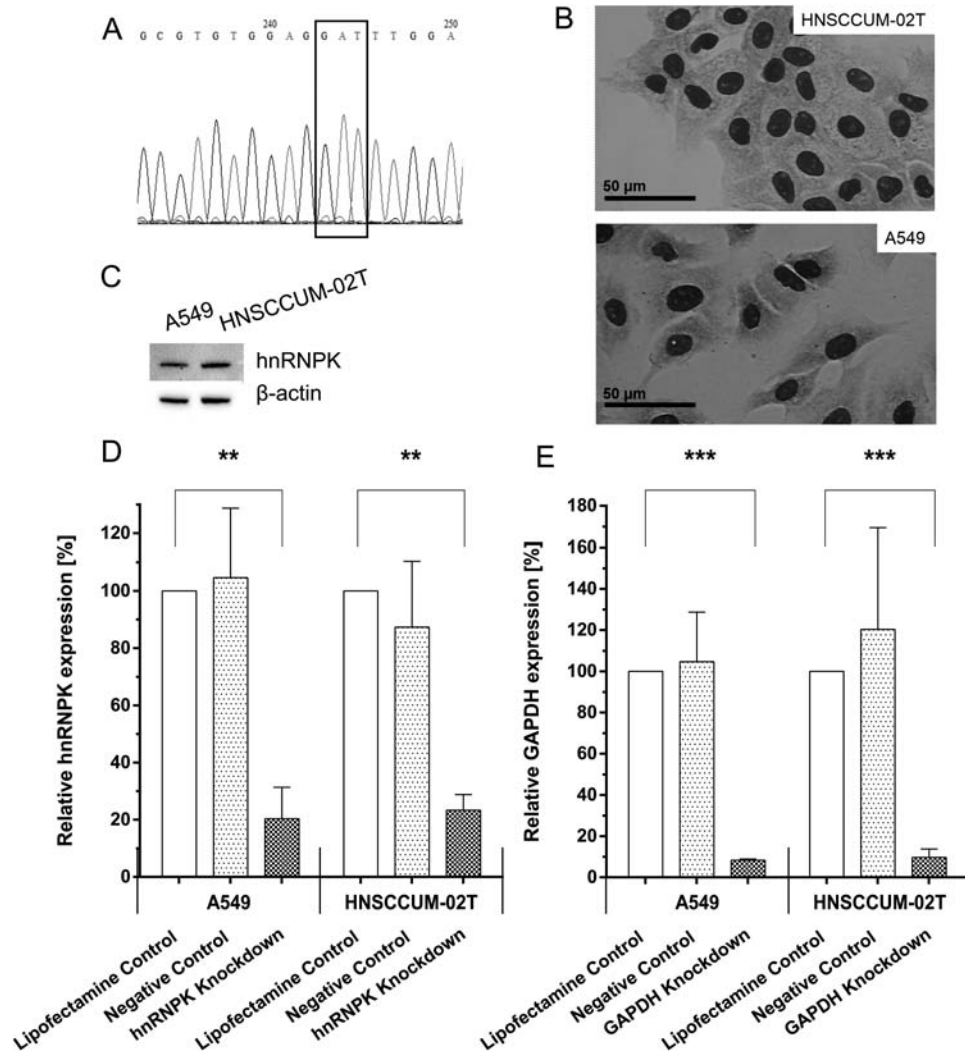 A
240 250
G C G T G T G G A G G A T T T G G A
B
HNSCCUM-02T
50 µm
A549
50 µm
C
A549
HNSCCUM-02T
hnRNPK
β-actin
D
** **
Relative hnRNPK expression [%]
120
100
80
60
40
20
0
A549 HNSCCUM-02T
Lipofectamine Control
Negative Control
hnRNPK Knockdown
Lipofectamine Control
Negative Control
hnRNPK Knockdown
E
*** ***
Relative GAPDH expression [%]
180
160
140
120
100
80
60
40
20
10
0
A549 HNSCCUM-02T
Lipofectamine Control
Negative Control
GAPDH Knockdown
Lipofectamine Control
Negative Control
GAPDH Knockdown